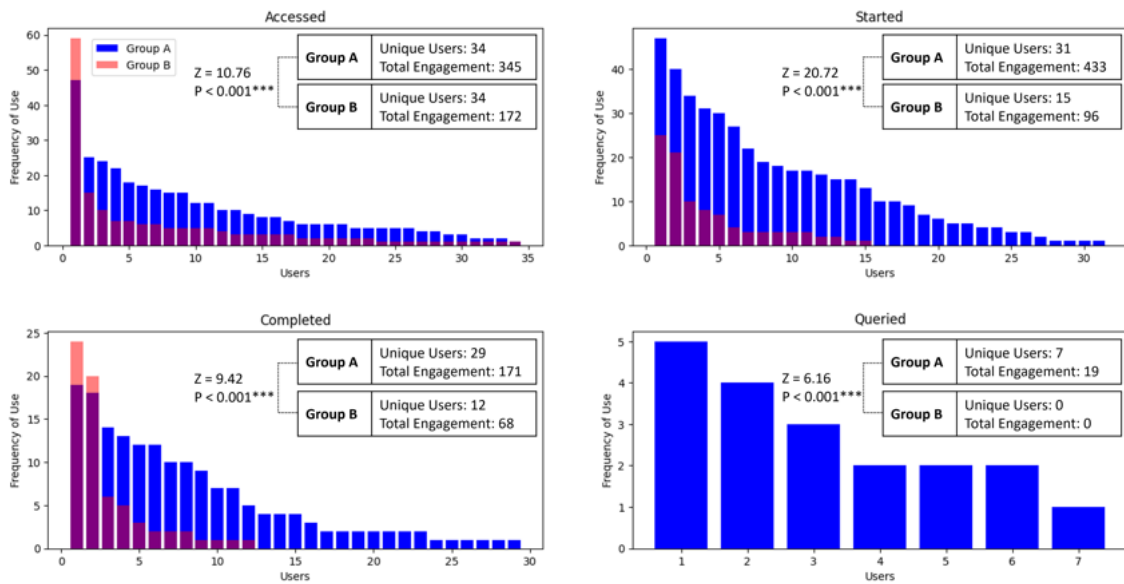 Accessed
60
50
40
30
20
10
0
Frequency of Use
Group A
Group B
Z = 10.76
P < 0.001***
Group A
Unique Users: 34
Total Engagement: 345
Group B
Unique Users: 34
Total Engagement: 172
0 5 10 15 20 25 30 35
Users
Started
40
30
20
10
0
Frequency of Use
Z = 20.72
P < 0.001***
Group A
Unique Users: 31
Total Engagement: 433
Group B
Unique Users: 15
Total Engagement: 96
0 5 10 15 20 25 30
Users
Completed
25
20
15
10
5
0
Frequency of Use
Z = 9.42
P < 0.001***
Group A
Unique Users: 29
Total Engagement: 171
Group B
Unique Users: 12
Total Engagement: 68
0 5 10 15 20 25 30
Users
Queried
5
4
3
2
1
0
Frequency of Use
Z = 6.16
P < 0.001***
Group A
Unique Users: 7
Total Engagement: 19
Group B
Unique Users: 0
Total Engagement: 0
1 2 3 4 5 6 7
Users